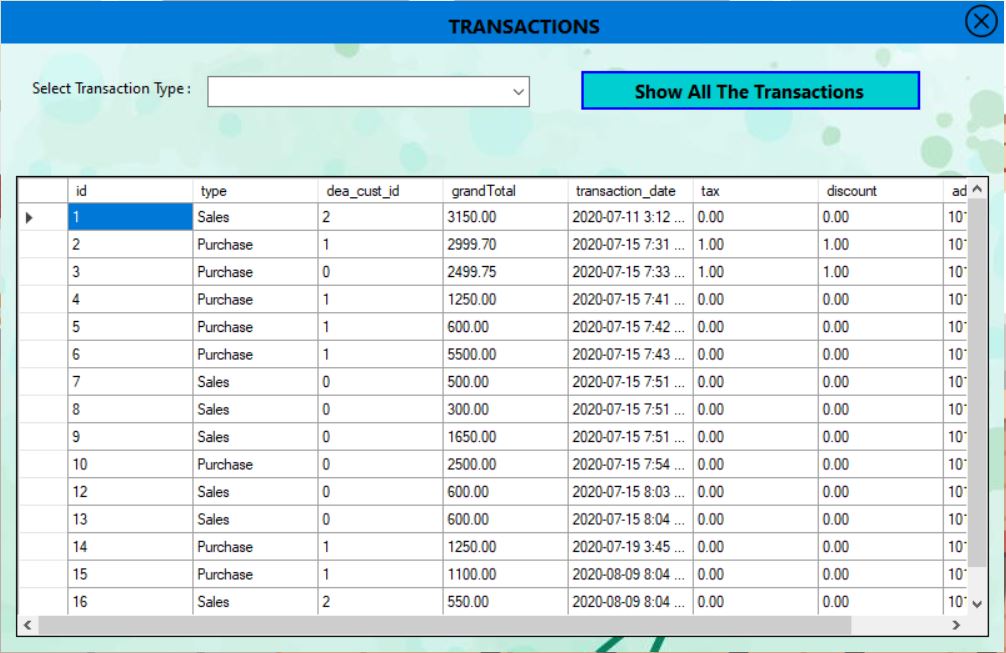 TRANSACTIONS
Select Transaction Type : Show All The Transactions
id type dea_cust_id grandTotal transaction_date tax discount ad
1 Sales 2 3150.00 2020-07-11 3:12 ... 0.00 0.00 10
2 Purchase 1 2999.70 2020-07-15 7:31 ... 1.00 1.00 10
3 Purchase 0 2499.75 2020-07-15 7:33 ... 1.00 1.00 10
4 Purchase 1 1250.00 2020-07-15 7:41 ... 0.00 0.00 10
5 Purchase 1 600.00 2020-07-15 7:42 ... 0.00 0.00 10
6 Purchase 1 5500.00 2020-07-15 7:43 ... 0.00 0.00 10
7 Sales 0 500.00 2020-07-15 7:51 ... 0.00 0.00 10
8 Sales 0 300.00 2020-07-15 7:51 ... 0.00 0.00 10
9 Sales 0 1650.00 2020-07-15 7:51 ... 0.00 0.00 10
10 Purchase 0 2500.00 2020-07-15 7:54 ... 0.00 0.00 10
12 Sales 0 600.00 2020-07-15 8:03 ... 0.00 0.00 10
13 Sales 0 600.00 2020-07-15 8:04 ... 0.00 0.00 10
14 Purchase 1 1250.00 2020-07-19 3:45 ... 0.00 0.00 10
15 Purchase 1 1100.00 2020-08-09 8:04 ... 0.00 0.00 10
16 Sales 2 550.00 2020-08-09 8:04 ... 0.00 0.00 10